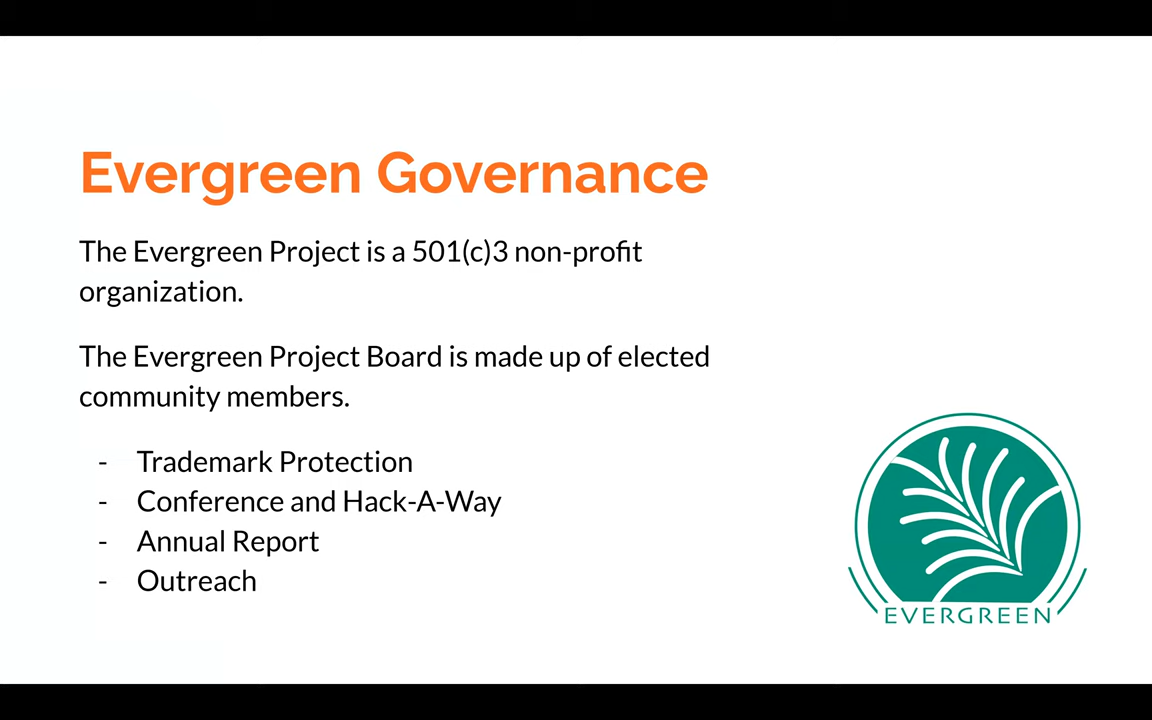 Evergreen Governance
The Evergreen Project is a 501(c)3 non-profit
organization.
The Evergreen Project Board is made up of elected
community members.
- Trademark Protection
- Conference and Hack-A-Way
- Annual Report
- Outreach
EVERGREEN